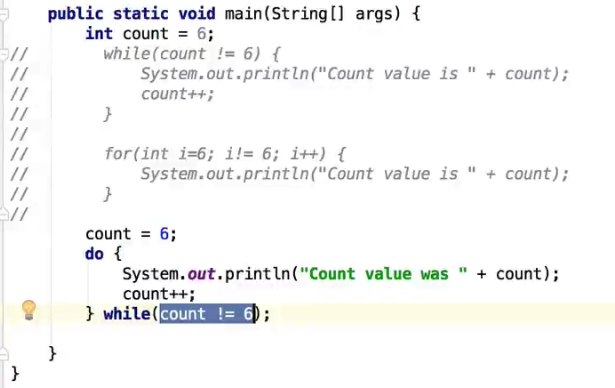 public static void main(String[] args) {
int count = 6;
// while(count != 6) {
// System.out.println("Count value is " + count);
// count++;
// }
//
// for(int i=6; i!= 6; i++) {
// System.out.println("Count value is " + count);
// }
//
count = 6;
do {
System.out.println("Count value was " + count);
count++;
} while(count != 6);
}
}